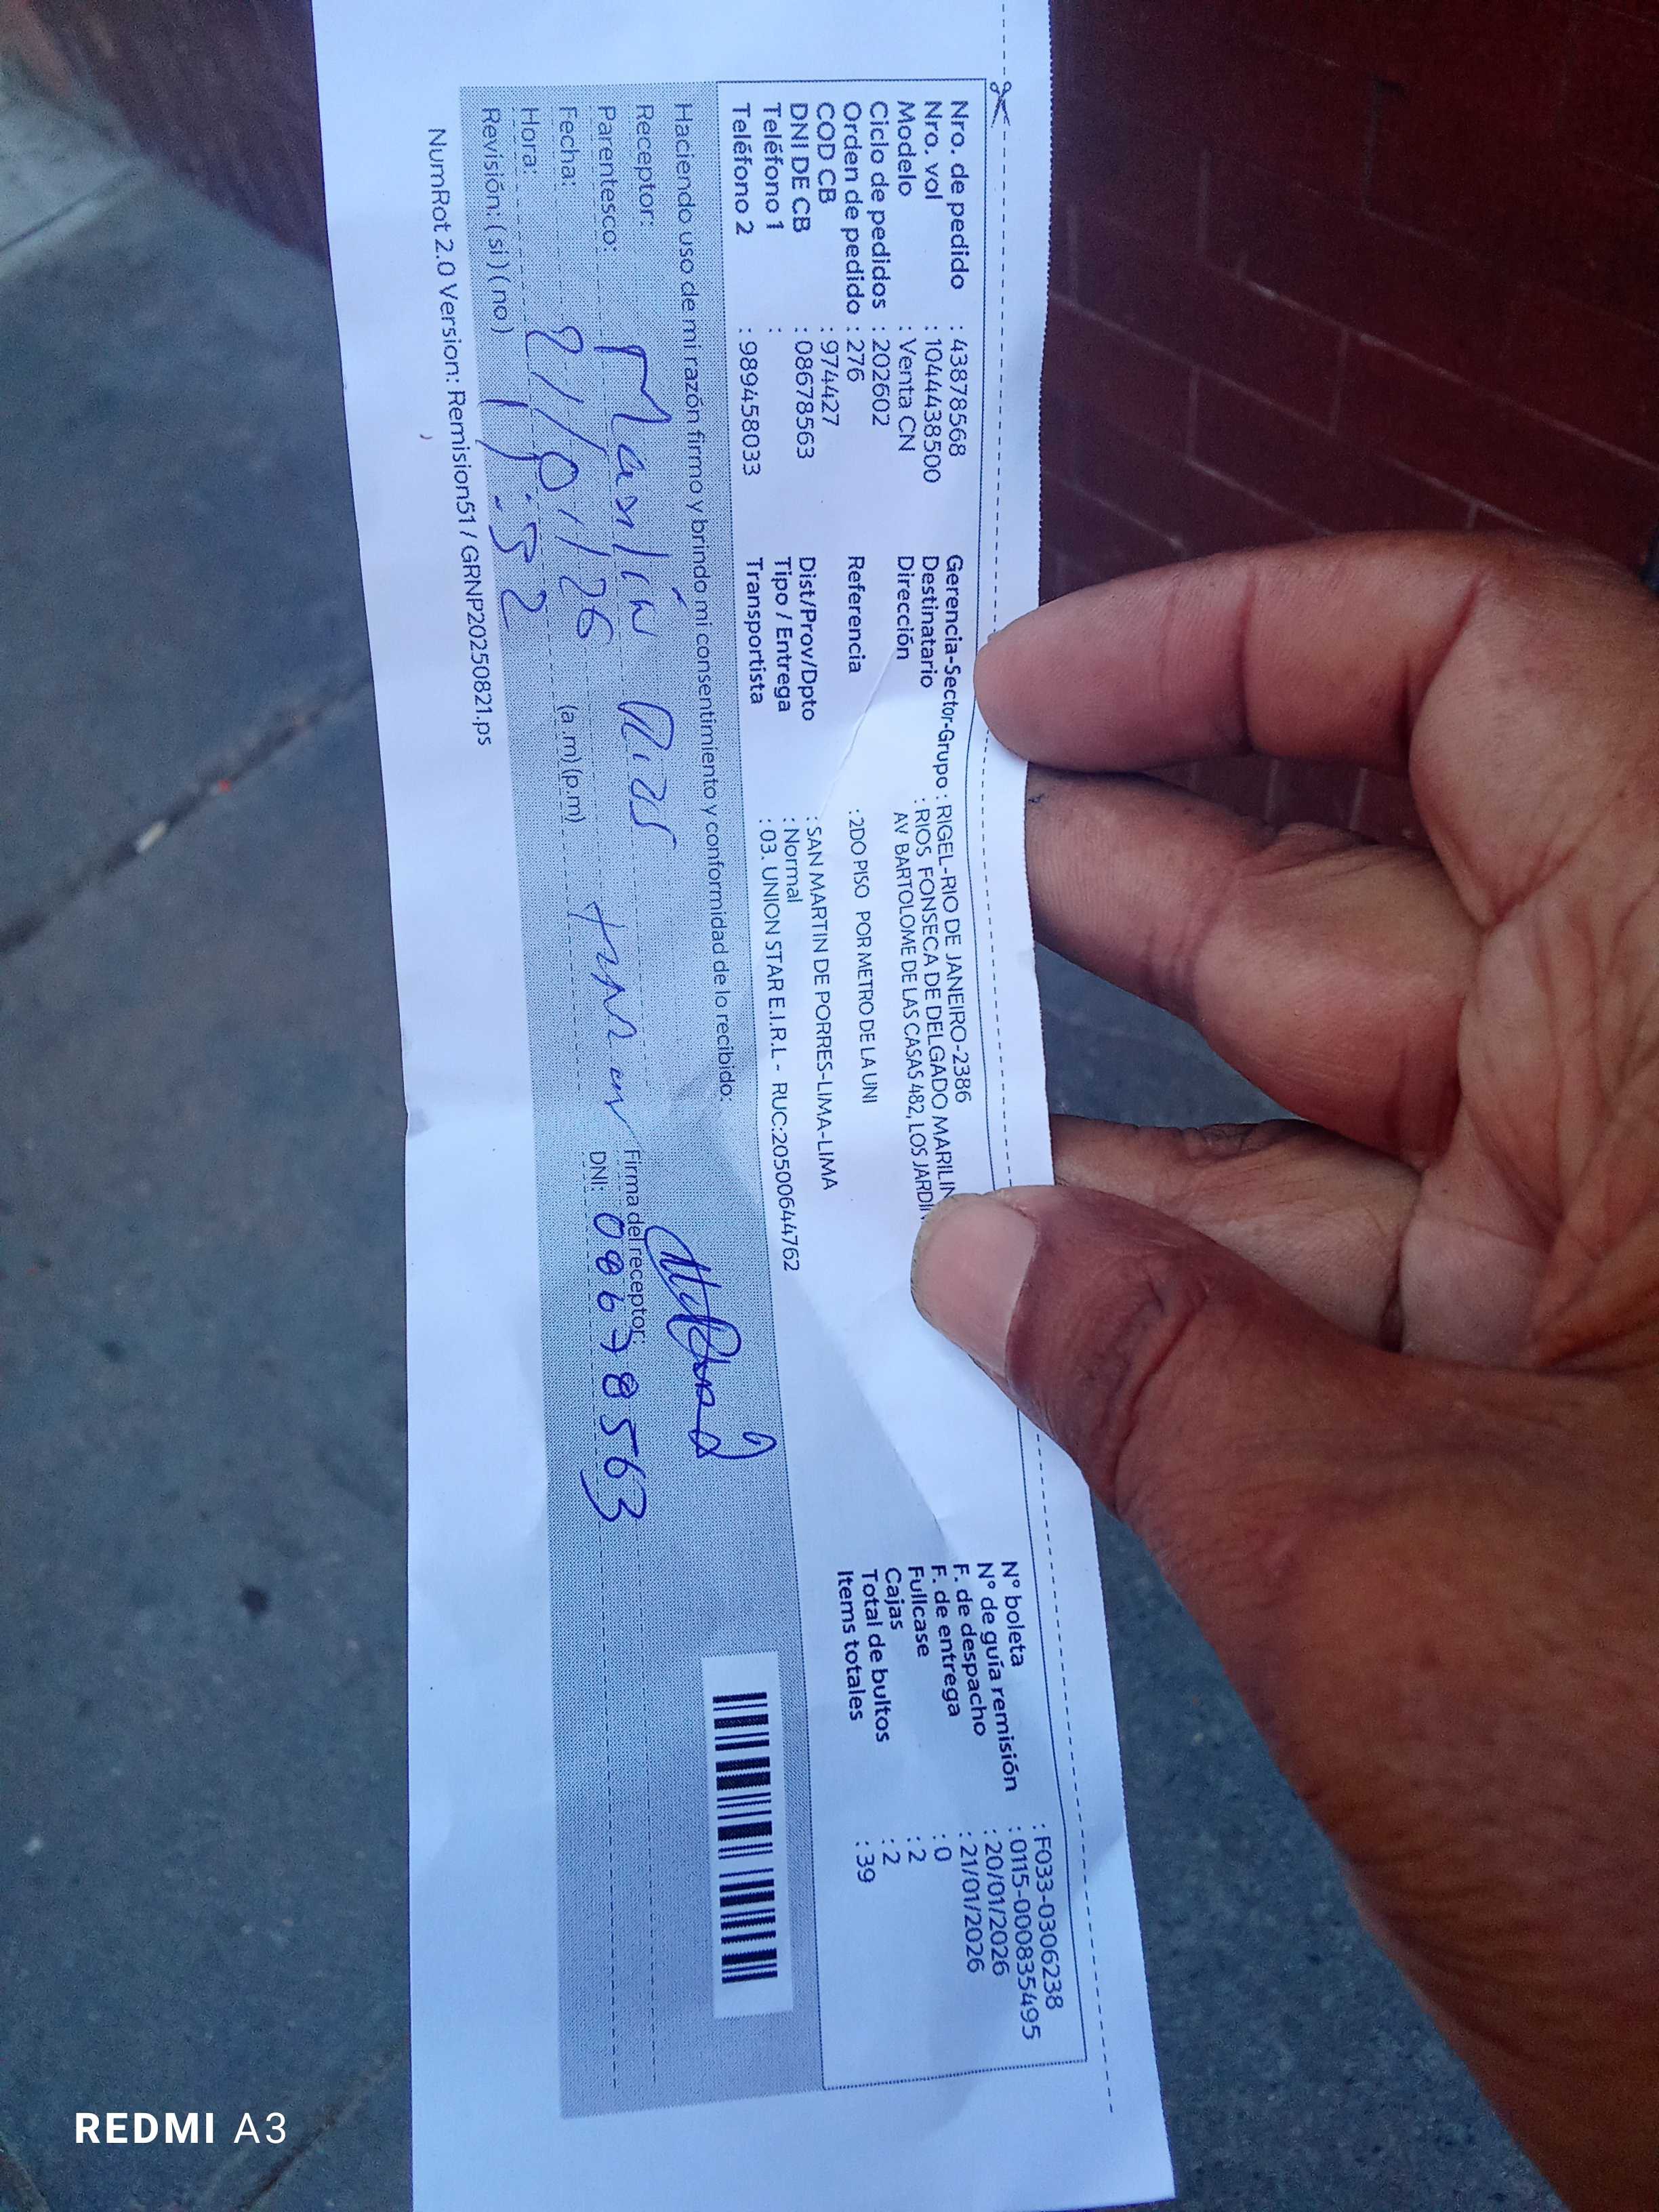 Nro. de pedido : 43878568
Nro. vol : 1044438500
Modelo : Venta CN
Ciclo de pedidos : 202602
Orden de pedido : 276
COD CB : 974427
DNI DE CB : 08678563
Teléfono 1 :
Teléfono 2 : 989458033
Gerencia-Sector-Grupo : RIGEL-RIO DE JANEIRO-2386
Destinatario : RIOS FONSECA DE DELGADO MARILIN
Dirección AV BARTOLOME DE LAS CASAS 482, LOS JARDIN
Referencia : 2DO PISO POR METRO DE LA UNI
Dist/Prov/Dpto : SAN MARTIN DE PORRES-LIMA-LIMA
Tipo / Entrega : Normal
Transportista : 03. UNION STAR E.I.R.L - RUC:20500644762
N° boleta : F033-0306238
N° de guía remisión : 0115-000835495
F. de despacho : 20/01/2026
F. de entrega : 21/01/2026
Fullcase : 0
Cajas : 2
Total de bultos : 2
Items totales : 39
Haciendo uso de mi razón firmo y brindo mi consentimiento y conformidad de lo recibido:
Receptor: Marlin Rios
Parentesco:
Firma del receptor:
Fecha: 21/01/26
DNI: 08678563
Hora: 11:32 (a.m) (p.m)
Revisión: (si) (no)
NumRot 2.0 Version: Remision51 / GRNP20250821.ps
REDMI A3